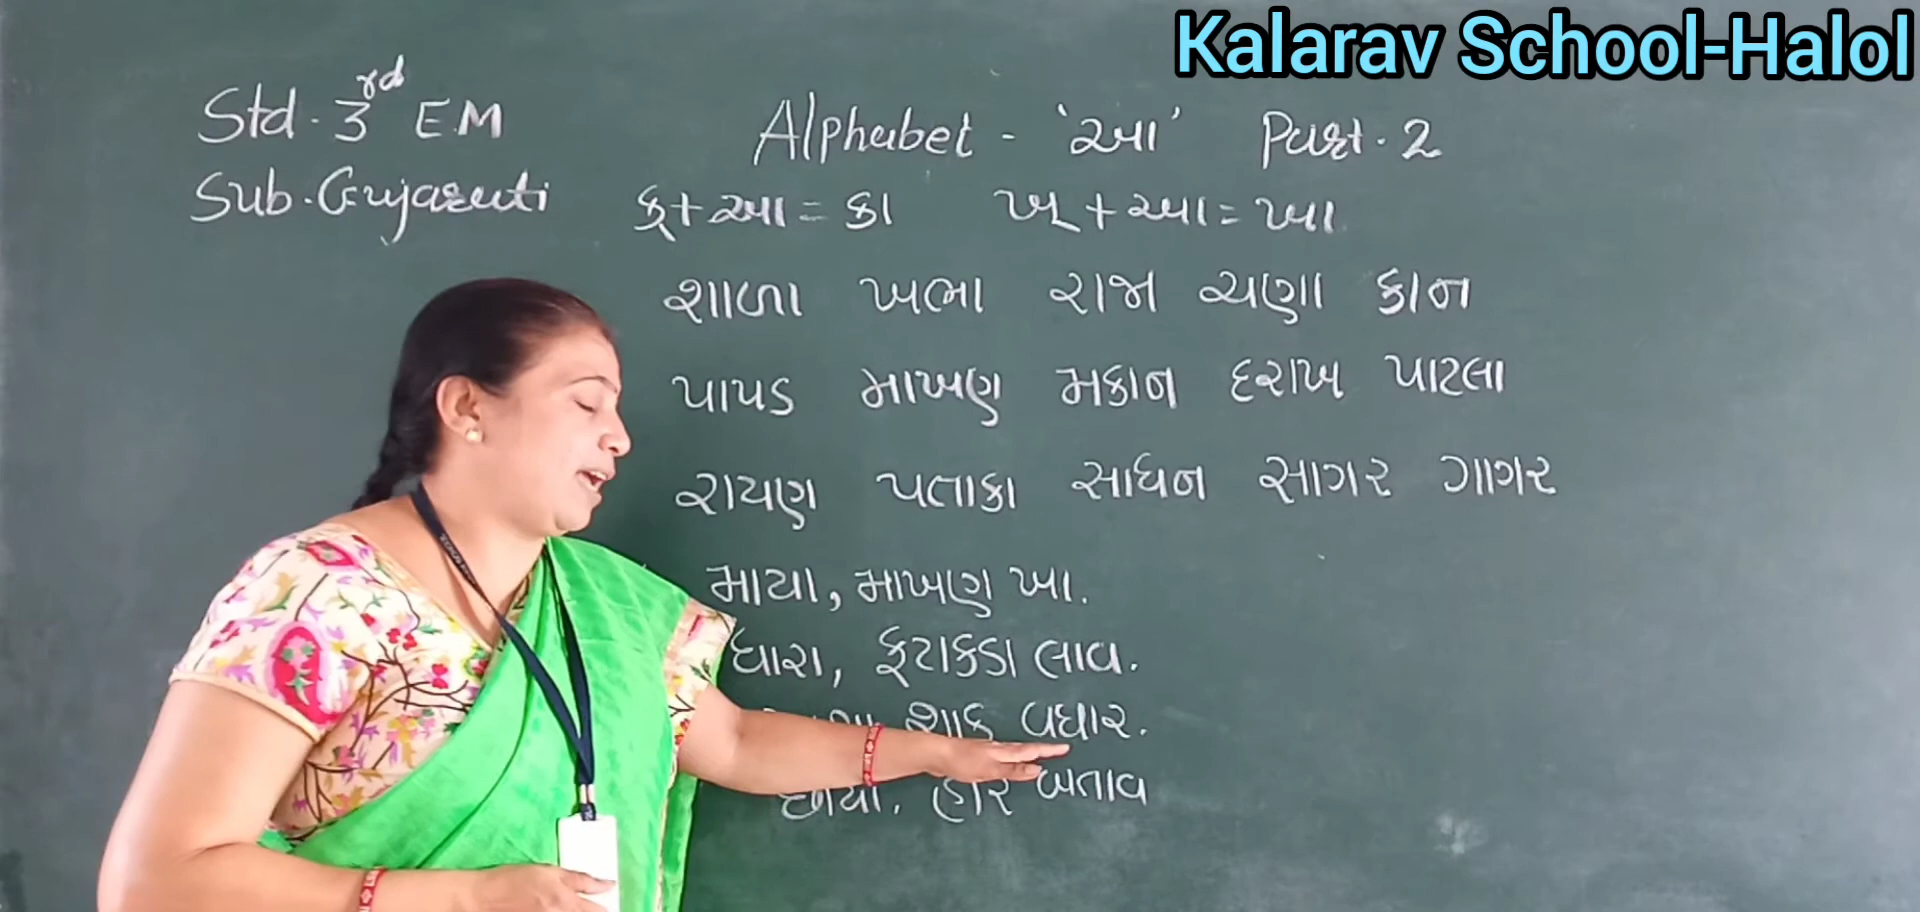 Kalarav School-Halol
Std. 3rd E.M
Sub. Gujarati
Alphabet - 'આ' Part. 2
ક્ + આ = કા ખ્ + આ = ખા
શાળા ખભા રાજા ચણા કાન
પાપડ માખણ મકાન દરાખ પાટલા
રાયણ પતાકા સાધન સાગર ગાગર
માયા, માખણ ખા.
ધારા, ફટાકડા લાવ.
શાક વઘાર.
છાયા. હાર બતાવ